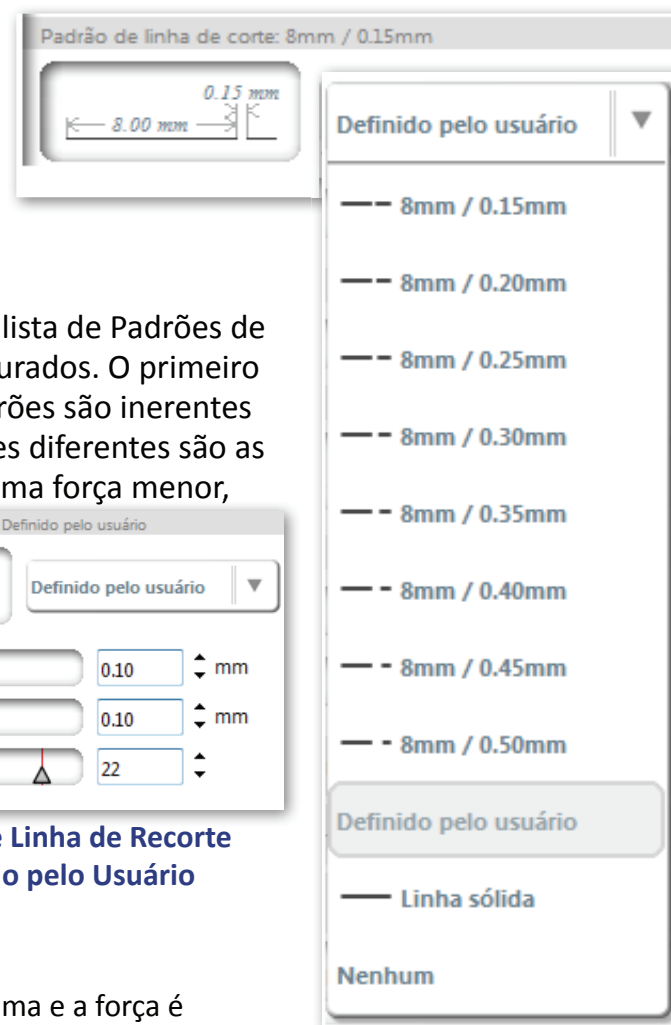 Padrão de linha de corte: 8mm / 0.15mm
0.15 mm
8.00 mm
Definido pelo usuário
8mm / 0.15mm
8mm / 0.20mm
8mm / 0.25mm
8mm / 0.30mm
8mm / 0.35mm
8mm / 0.40mm
8mm / 0.45mm
8mm / 0.50mm
Definido pelo usuário
Linha sólida
Nenhum
lista de Padrões de
urados. O primeiro
rões são inerentes
es diferentes são as
ma força menor,
Definido pelo usuário
Definido pelo usuário
0.10 mm
0.10 mm
22
e Linha de Recorte
o pelo Usuário
ma e a força é